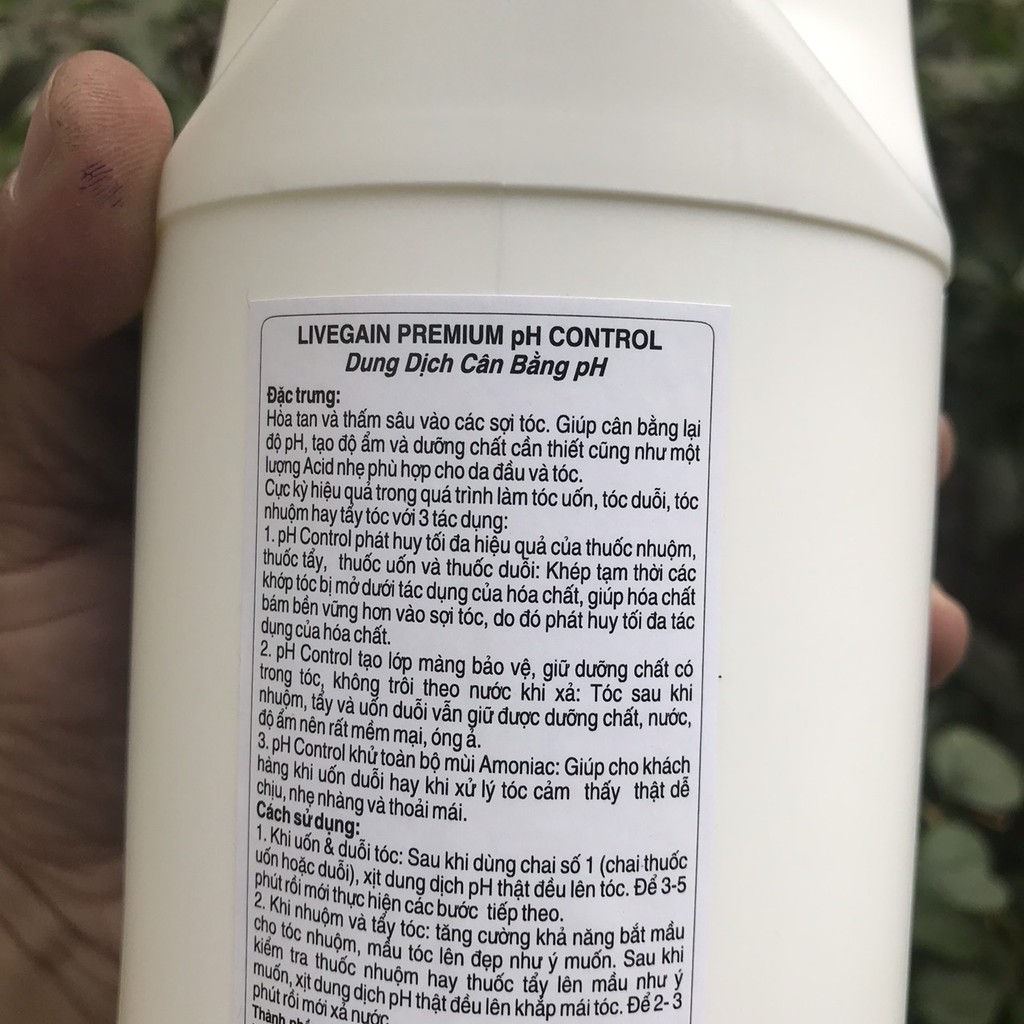 LIVEGAIN PREMIUM pH CONTROL
Dung Dịch Cân Bằng pH
Đặc trưng:
Hòa tan và thấm sâu vào các sợi tóc. Giúp cân bằng lại
độ pH, tạo độ ẩm và dưỡng chất cần thiết cũng như một
lượng Acid nhẹ phù hợp cho da đầu và tóc.
Cực kỳ hiệu quả trong quá trình làm tóc uốn, tóc duỗi, tóc
nhuộm hay tẩy tóc với 3 tác dụng:
1. pH Control phát huy tối đa hiệu quả của thuốc nhuộm,
thuốc tẩy, thuốc uốn và thuốc duỗi: Khép tạm thời các
khớp tóc bị mở dưới tác dụng của hóa chất, giúp hóa chất
bám bền vững hơn vào sợi tóc, do đó phát huy tối đa tác
dụng của hóa chất.
2. pH Control tạo lớp màng bảo vệ, giữ dưỡng chất có
trong tóc, không trôi theo nước khi xả: Tóc sau khi
nhuộm, tẩy và uốn duỗi vẫn giữ được dưỡng chất, nước,
độ ẩm nên rất mềm mại, óng ả.
3. pH Control khử toàn bộ mùi Amoniac: Giúp cho khách
hàng khi uốn duỗi hay khi xử lý tóc cảm thấy thật dễ
chịu, nhẹ nhàng và thoải mái.
Cách sử dụng:
1. Khi uốn & duỗi tóc: Sau khi dùng chai số 1 (chai thuốc
uốn hoặc duỗi), xịt dung dịch pH thật đều lên tóc. Để 3-5
phút rồi mới thực hiện các bước tiếp theo.
2. Khi nhuộm và tẩy tóc: tăng cường khả năng bắt mầu
cho tóc nhuộm, mầu tóc lên đẹp như ý muốn. Sau khi
kiểm tra thuốc nhuộm hay thuốc tẩy lên mầu như ý
muốn, xịt dung dịch pH thật đều lên khắp mái tóc. Để 2-3
phút rồi mới xả nước
Thành